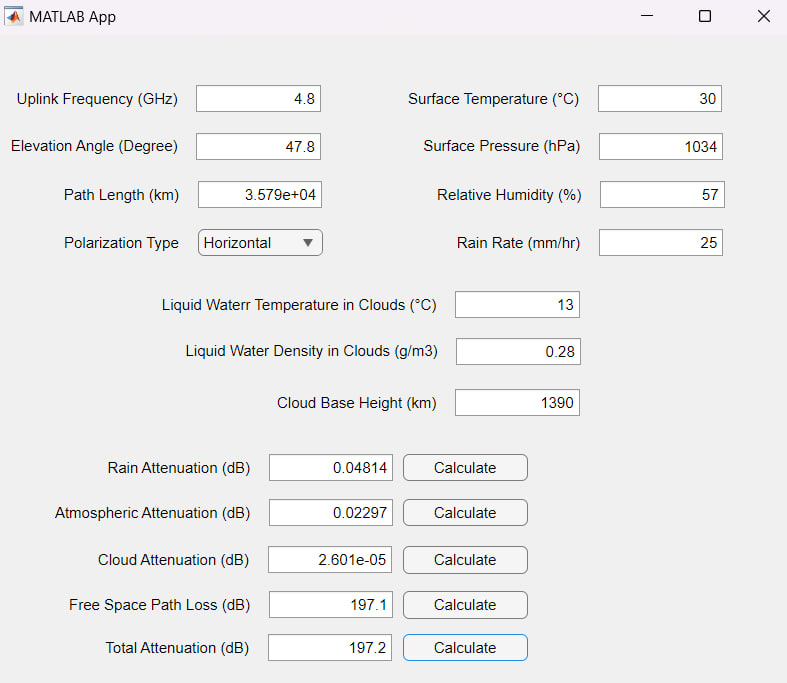 MATLAB App
Uplink Frequency (GHz) 4.8 Surface Temperature (°C) 30
Elevation Angle (Degree) 47.8 Surface Pressure (hPa) 1034
Path Length (km) 3.579e+04 Relative Humidity (%) 57
Polarization Type Horizontal Rain Rate (mm/hr) 25
Liquid Waterr Temperature in Clouds (°C) 13
Liquid Water Density in Clouds (g/m3) 0.28
Cloud Base Height (km) 1390
Rain Attenuation (dB) 0.04814 Calculate
Atmospheric Attenuation (dB) 0.02297 Calculate
Cloud Attenuation (dB) 2.601e-05 Calculate
Free Space Path Loss (dB) 197.1 Calculate
Total Attenuation (dB) 197.2 Calculate